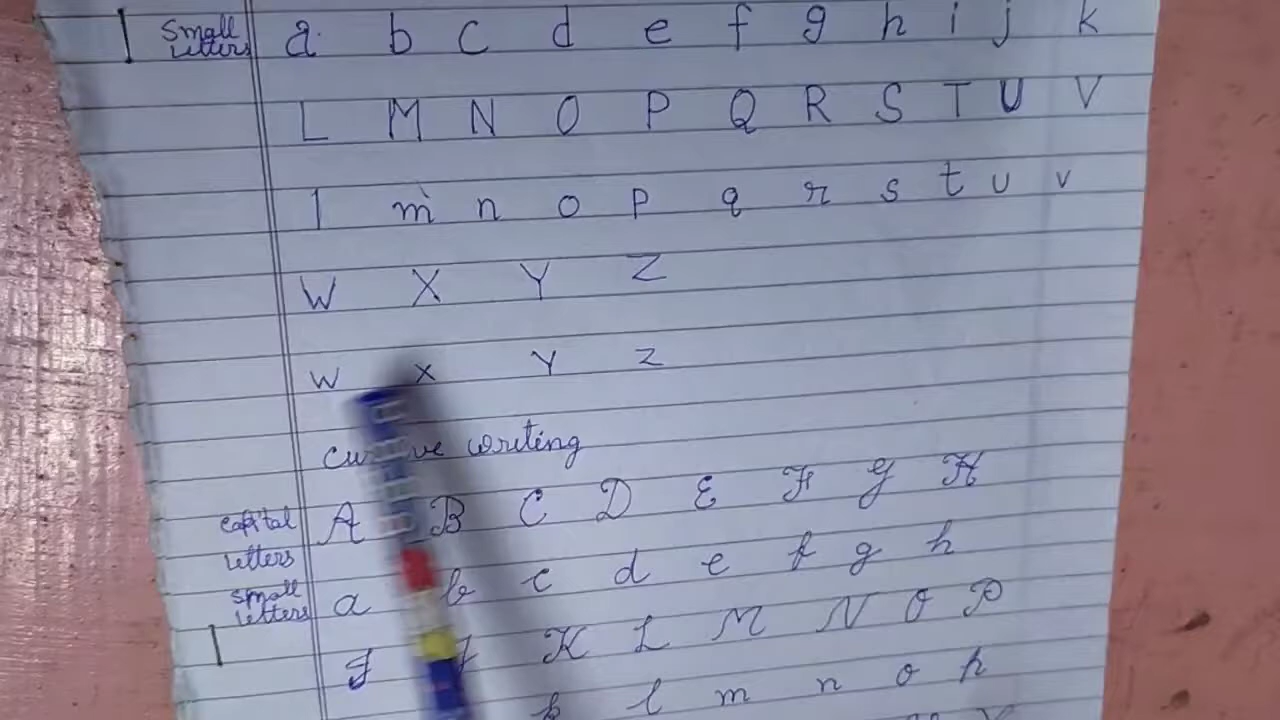 Small letters a b c d e f g h i j k
L M N O P Q R S T U V
l m n o p q r s t u v
W X Y Z
w x y z
writing
Capital letters A B C D E F G H
Small letters a b c d e f g h
I J K L M N O P
k l m n o p